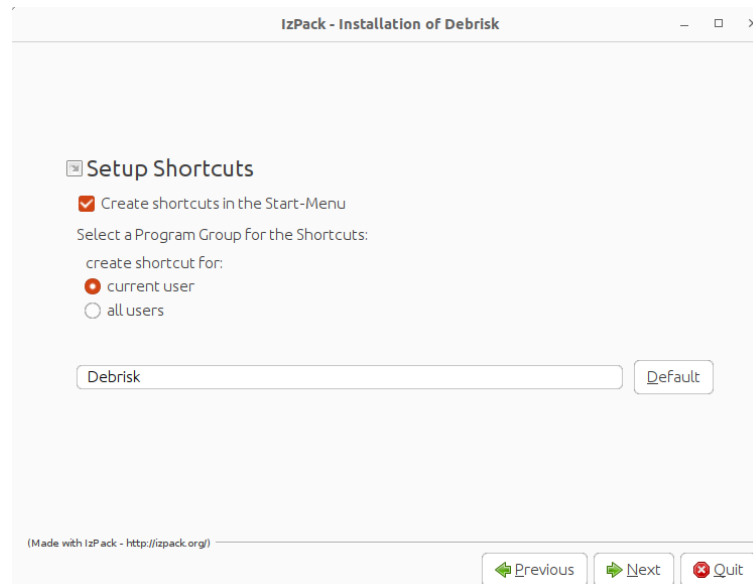 IzPack - Installation of Debrisk
Setup Shortcuts
Create shortcuts in the Start-Menu
Select a Program Group for the Shortcuts:
create shortcut for:
current user
all users
Debrisk
Default
(Made with IzPack - http://izpack.org/)
Previous
Next
Quit